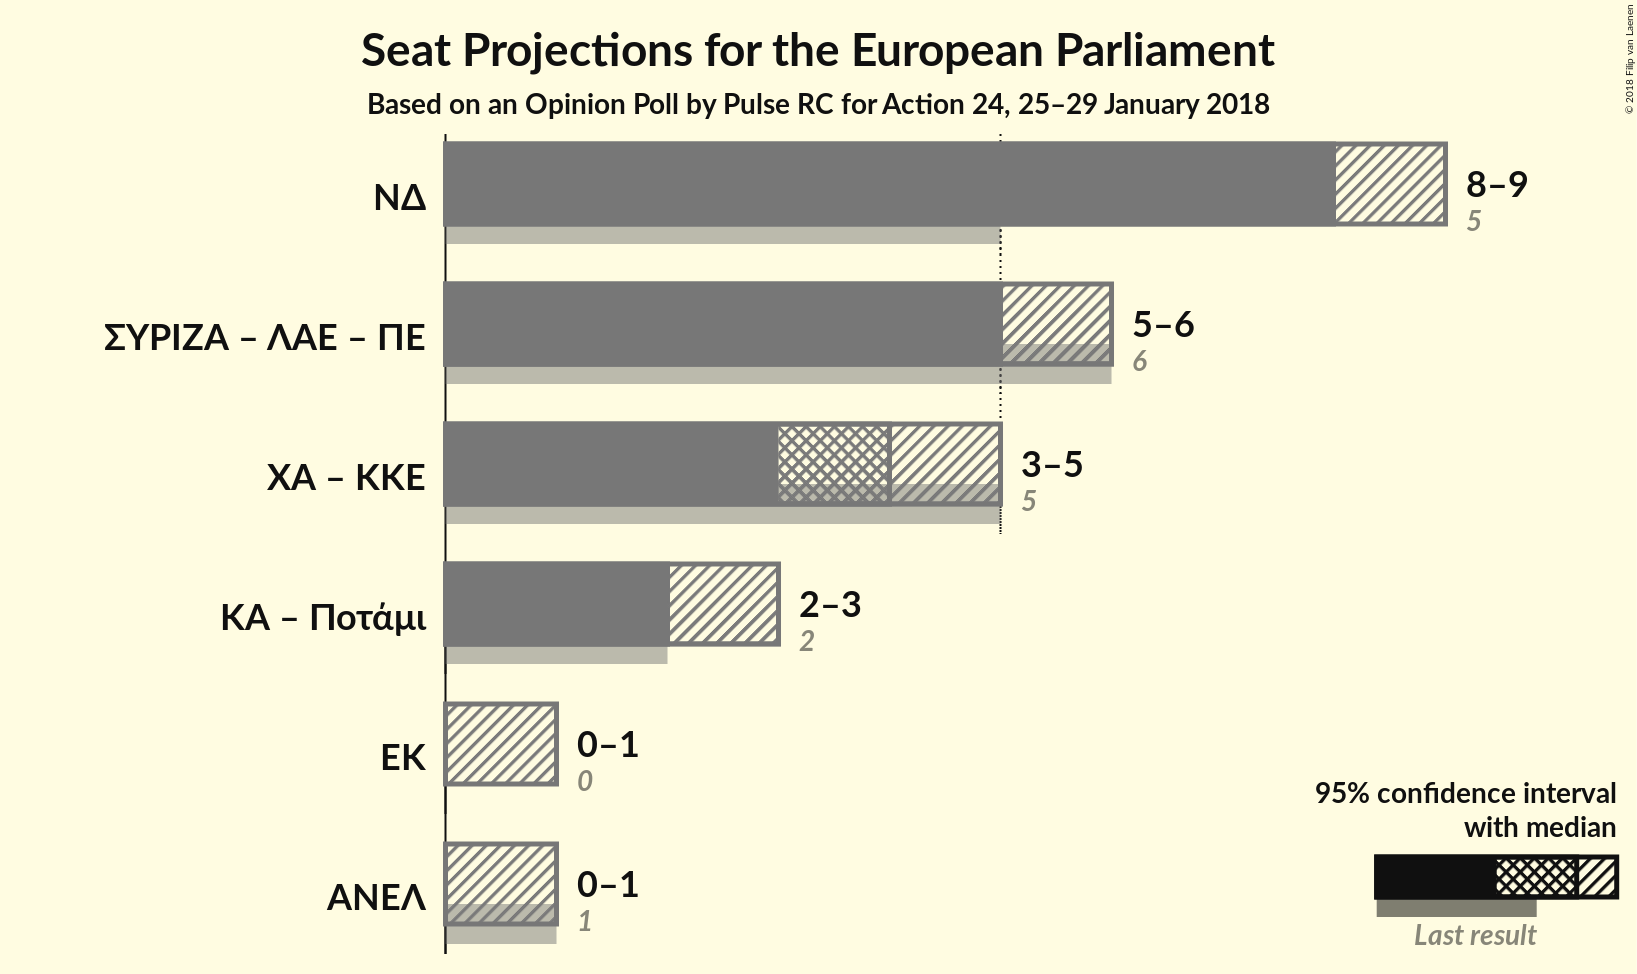 Seat Projections for the European Parliament
Based on an Opinion Poll by Pulse RC for Action 24, 25–29 January 2018
© 2018 Filip van Laenen
ΝΔ
8–9
5
ΣΥΡΙΖΑ – ΛΑΕ – ΠΕ
5–6
6
ΧΑ – ΚΚΕ
3–5
5
ΚΑ – Ποτάμι
2–3
2
ΕΚ
0–1
0
ΑΝΕΛ
0–1
1
95% confidence interval
with median
Last result